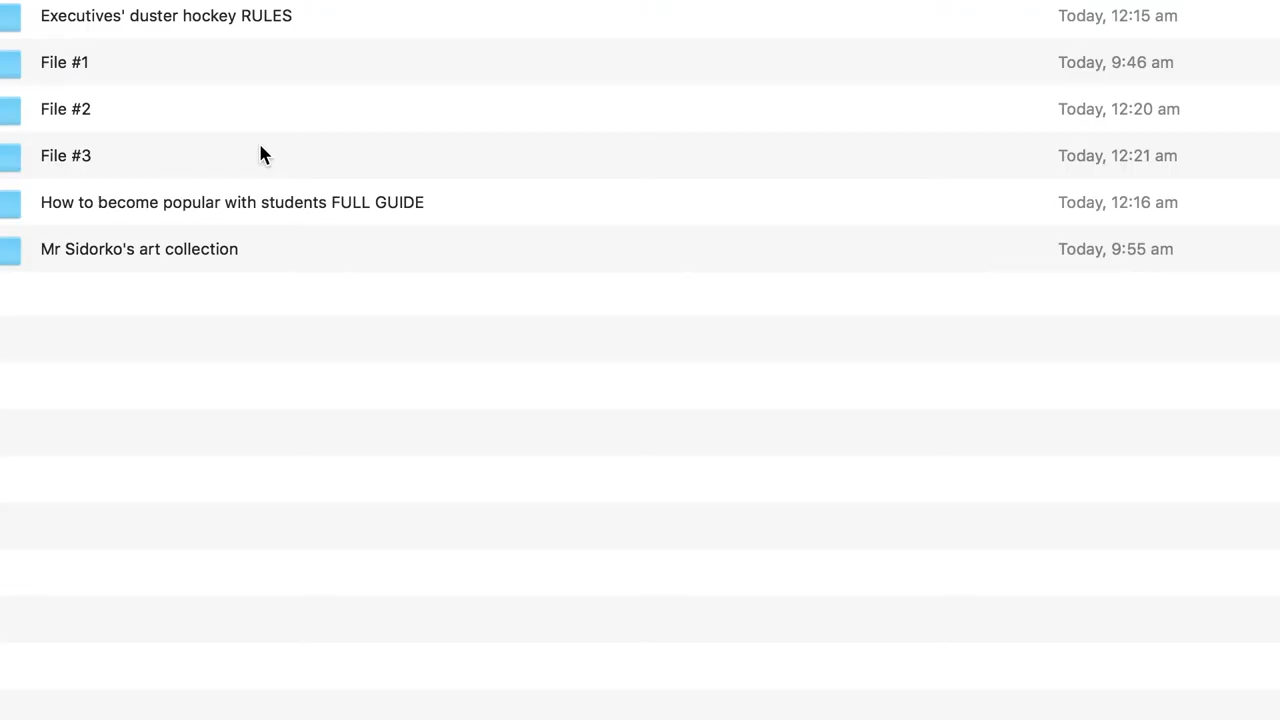 Executives' duster hockey RULES Today, 12:15 am
File #1 Today, 9:46 am
File #2 Today, 12:20 am
File #3 Today, 12:21 am
How to become popular with students FULL GUIDE Today, 12:16 am
Mr Sidorko's art collection Today, 9:55 am